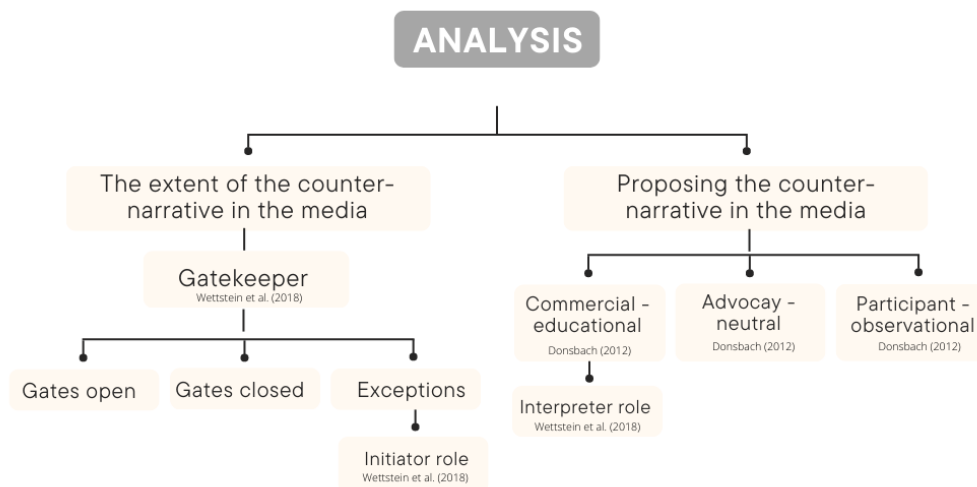 ANALYSIS
The extent of the counter-
narrative in the media
Proposing the counter-
narrative in the media
Gatekeeper
Wettstein et al. (2018)
Commercial -
educational
Donsbach (2012)
Advocay -
neutral
Donsbach (2012)
Participant -
observational
Donsbach (2012)
Gates open
Gates closed
Exceptions
Interpreter role
Wettstein et al. (2018)
Initiator role
Wettstein et al. (2018)